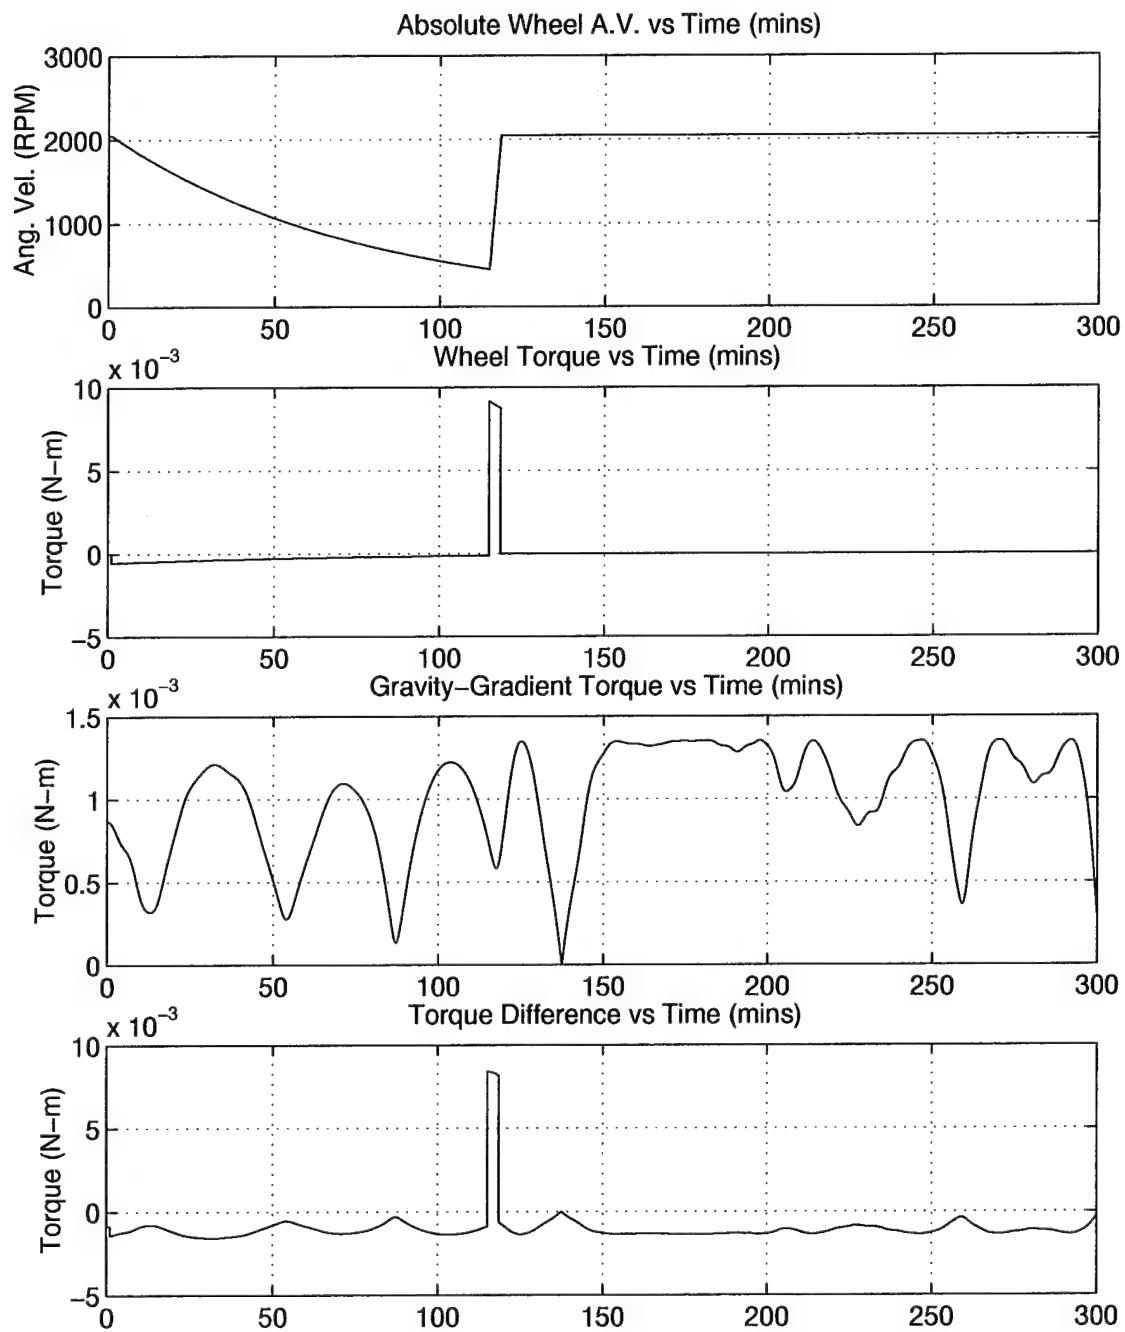 Absolute Wheel A.V. vs Time (mins)
Ang. Vel. (RPM)
3000
2000
1000
0
0 50 100 150 200 250 300
Wheel Torque vs Time (mins)
x 10⁻³
Torque (N−m)
10
5
0
−5
0 50 100 150 200 250 300
Gravity−Gradient Torque vs Time (mins)
x 10⁻³
Torque (N−m)
1.5
1
0.5
0
0 50 100 150 200 250 300
Torque Difference vs Time (mins)
x 10⁻³
Torque (N−m)
10
5
0
−5
0 50 100 150 200 250 300